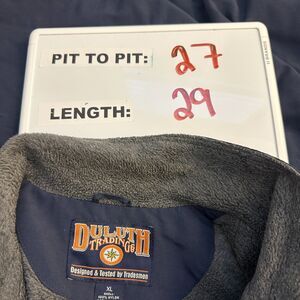 PIT TO PIT: 27
LENGTH: 29
DULUTH
TRADING CO
Designed & Tested by Tradesmen
XL